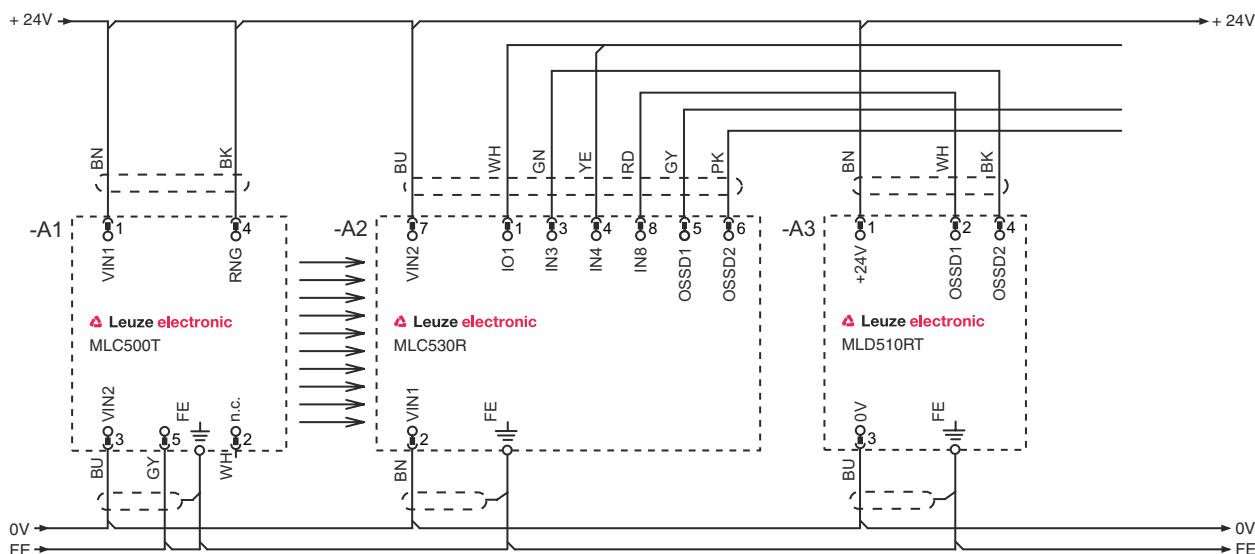 + 24V
+ 24V
BN
BK
BU
WH
GN
YE
RD
GY
PK
BN
WH
BK
-A1
1
4
-A2
7
1
3
4
8
5
6
-A3
1
2
4
VIN1
RNG
VIN2
IO1
IN3
IN4
IN8
OSSD1
OSSD2
+24V
OSSD1
OSSD2
Leuze electronic
MLC500T
Leuze electronic
MLC530R
Leuze electronic
MLD510RT
VIN2
FE
n.c.
VIN1
FE
0V
FE
3
5
2
2
3
BU
GY
WH
BN
BU
0V
0V
FE
FE